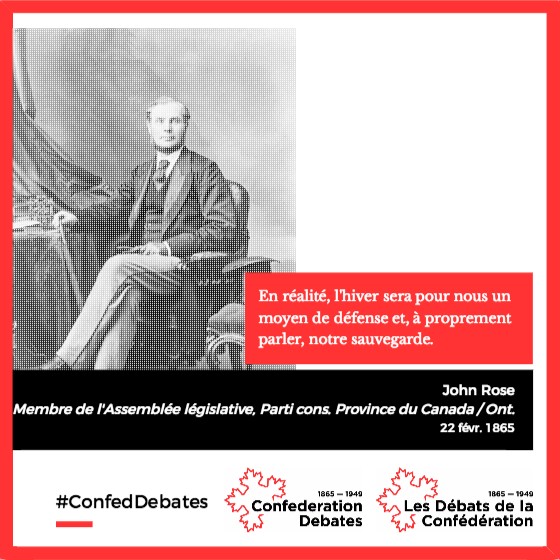 En réalité, l'hiver sera pour nous un
moyen de défense et, à proprement
parler, notre sauvegarde.
John Rose
Membre de l'Assemblée législative, Parti cons. Province du Canada / Ont.
22 févr. 1865
#ConfedDebates
1865 — 1949
Confederation
Debates
1865 — 1949
Les Débats de la
Confédération